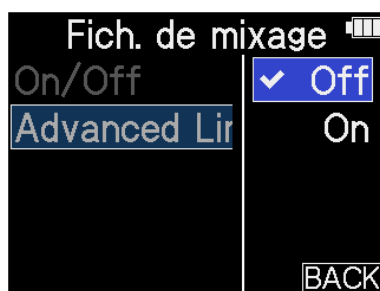 Fich. de mixage
On/Off
Advanced Lir
Off
On
BACK